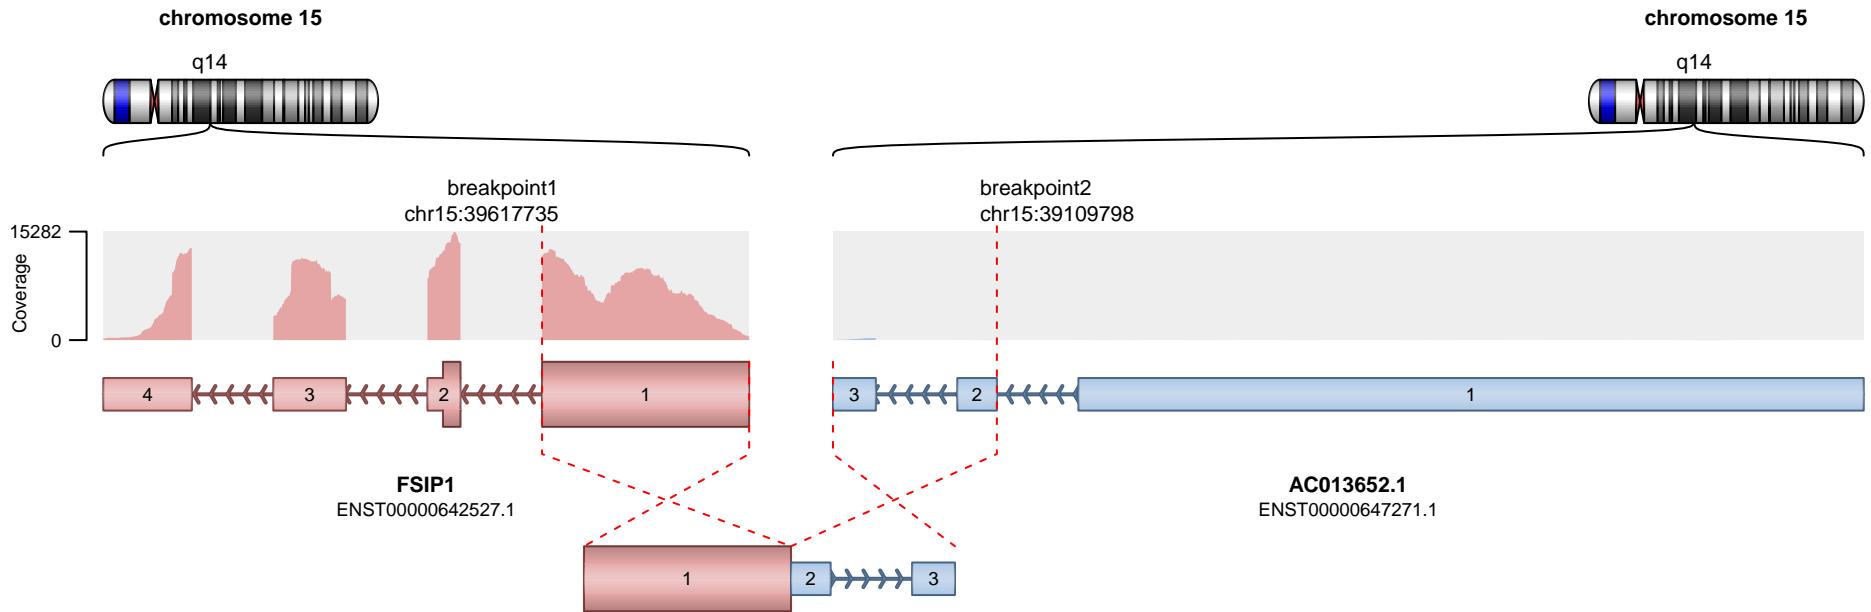 chromosome 15
chromosome 15
q14
q14
breakpoint1
chr15:39617735
breakpoint2
chr15:39109798
15282
Coverage
0
4 3 2 1
3 2 1
FSIP1
ENST00000642527.1
AC013652.1
ENST00000647271.1
1 2 3